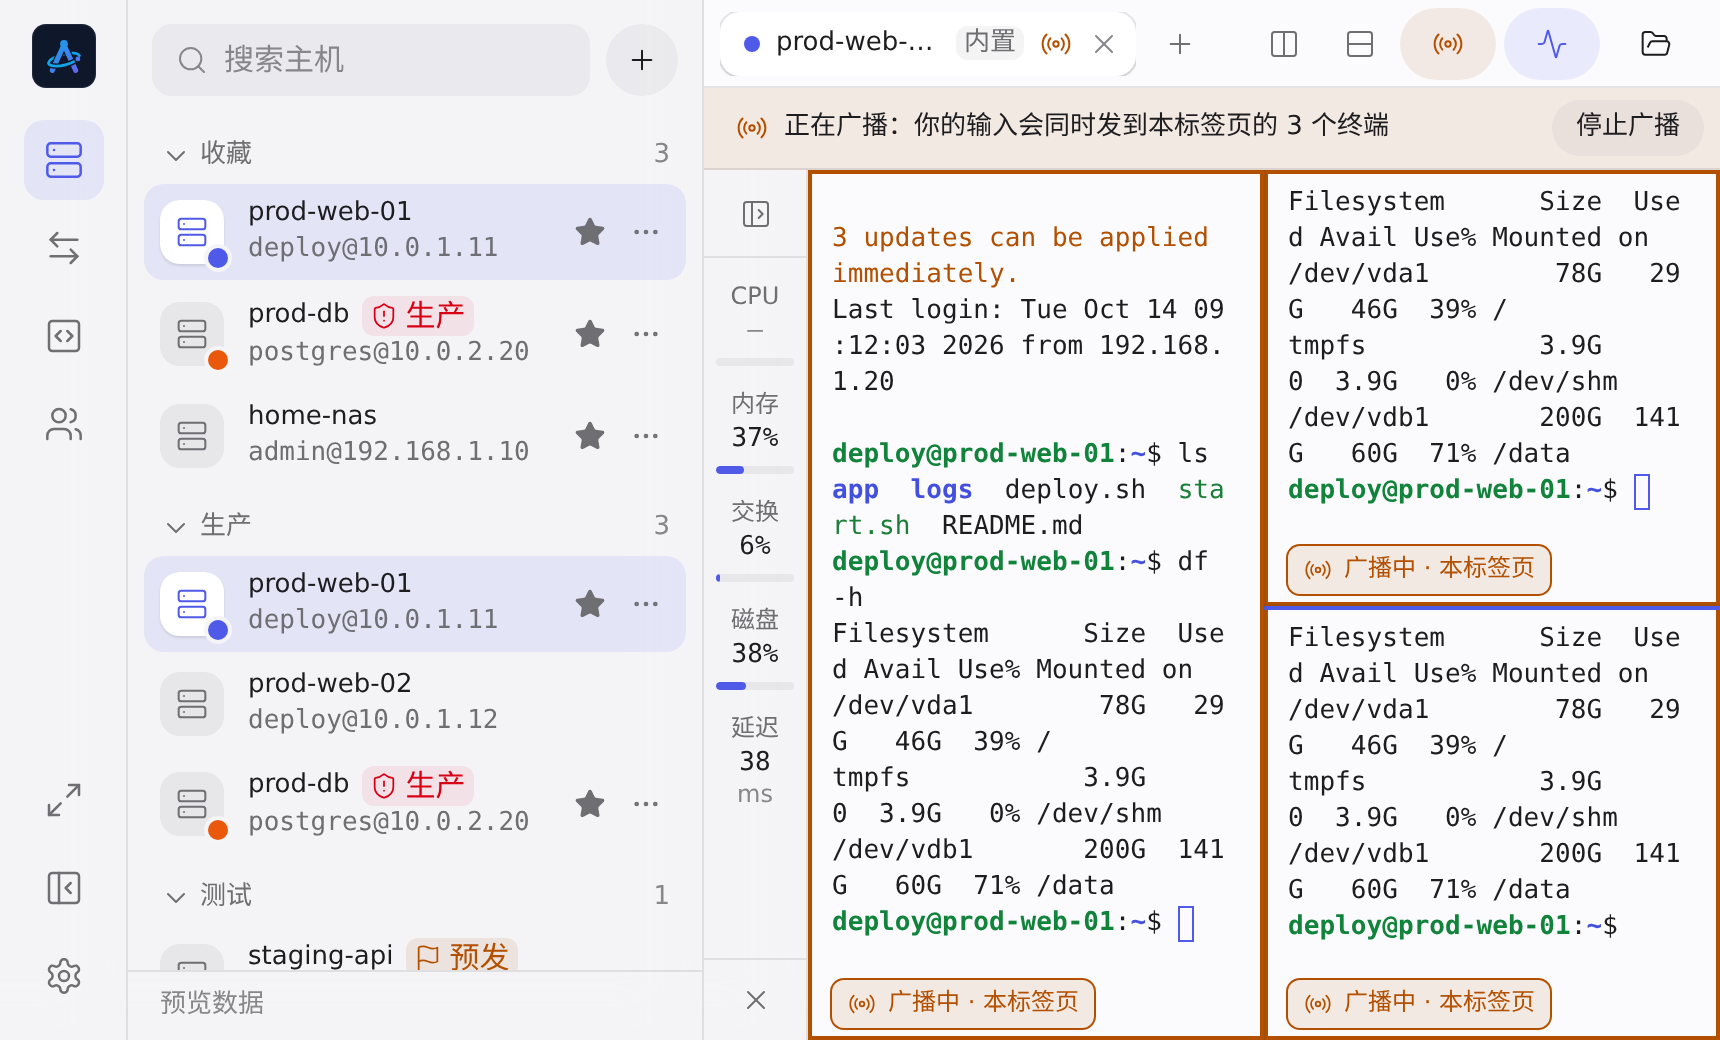 搜索主机
收藏 3
prod-web-01
deploy@10.0.1.11
prod-db 生产
postgres@10.0.2.20
home-nas
admin@192.168.1.10
生产 3
prod-web-01
deploy@10.0.1.11
prod-web-02
deploy@10.0.1.12
prod-db 生产
postgres@10.0.2.20
测试 1
staging-api 预发
预览数据
prod-web-... 内置
正在广播：你的输入会同时发到本标签页的 3 个终端
停止广播
CPU
—
内存
37%
交换
6%
磁盘
38%
延迟
38
ms
3 updates can be applied
immediately.
Last login: Tue Oct 14 09
:12:03 2026 from 192.168.
1.20
deploy@prod-web-01:~$ ls
app  logs  deploy.sh  sta
rt.sh  README.md
deploy@prod-web-01:~$ df
-h
Filesystem      Size  Use
d Avail Use% Mounted on
/dev/vda1        78G   29
G   46G  39% /
tmpfs           3.9G
0  3.9G   0% /dev/shm
/dev/vdb1       200G  141
G   60G  71% /data
deploy@prod-web-01:~$
广播中 · 本标签页
Filesystem      Size  Use
d Avail Use% Mounted on
/dev/vda1        78G   29
G   46G  39% /
tmpfs           3.9G
0  3.9G   0% /dev/shm
/dev/vdb1       200G  141
G   60G  71% /data
deploy@prod-web-01:~$
广播中 · 本标签页
Filesystem      Size  Use
d Avail Use% Mounted on
/dev/vda1        78G   29
G   46G  39% /
tmpfs           3.9G
0  3.9G   0% /dev/shm
/dev/vdb1       200G  141
G   60G  71% /data
deploy@prod-web-01:~$
广播中 · 本标签页